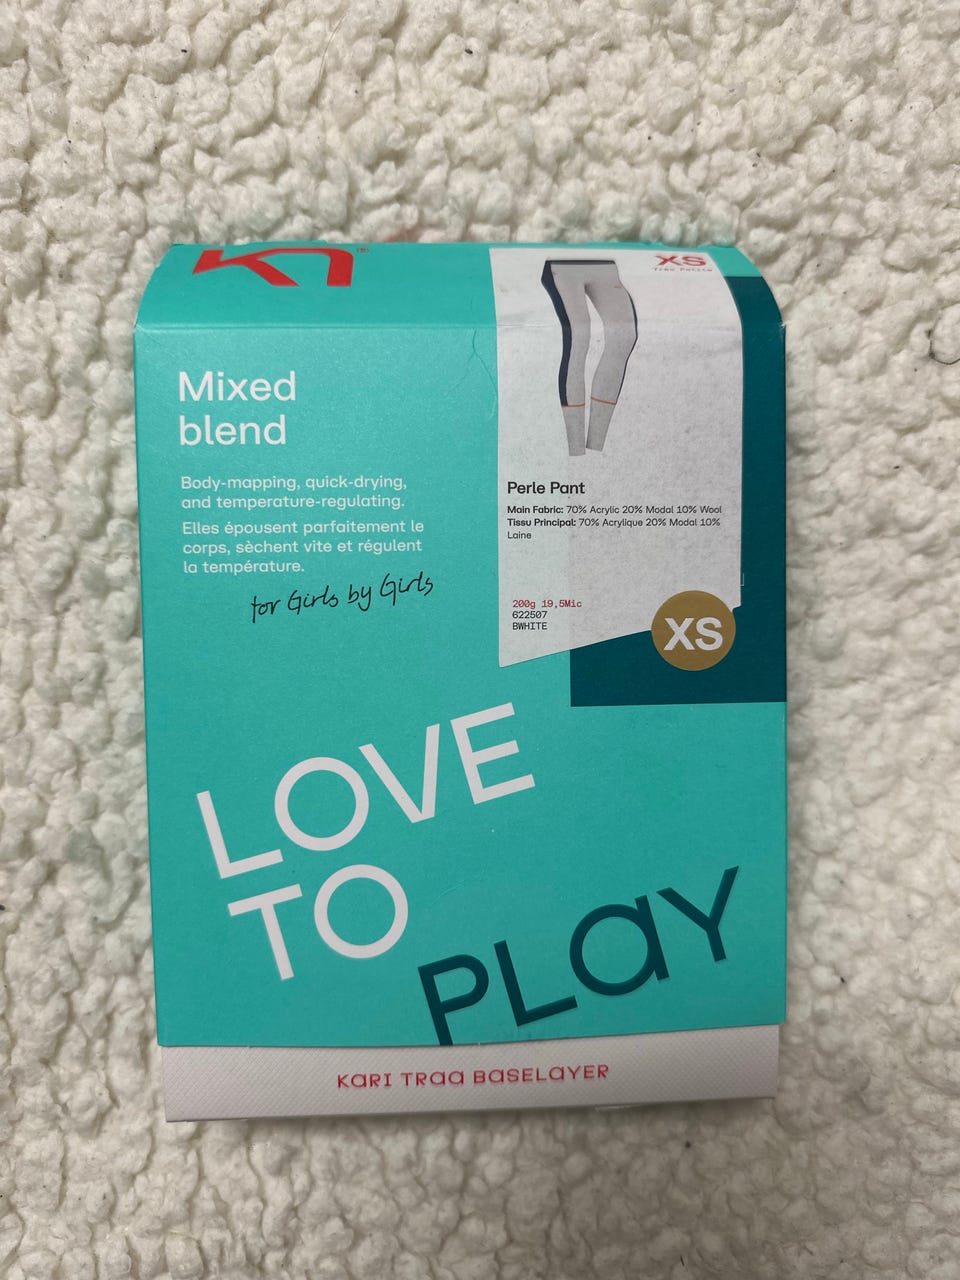 XS
Très Petite
Mixed
blend
Body-mapping, quick-drying,
and temperature-regulating.
Elles épousent parfaitement le
corps, sèchent vite et régulent
la température.
for Girls by Girls
Perle Pant
Main Fabric: 70% Acrylic 20% Modal 10% Wool
Tissu Principal: 70% Acrylique 20% Modal 10%
Laine
200g 19,5Mic
622507
BWHITE
XS
LOVE
TO
PLaY
KARI TRaa BASELaYER